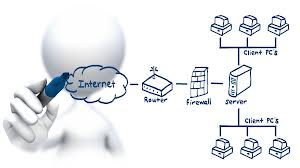 Client PC's
Internet
Router
firewall
server
Client PC's